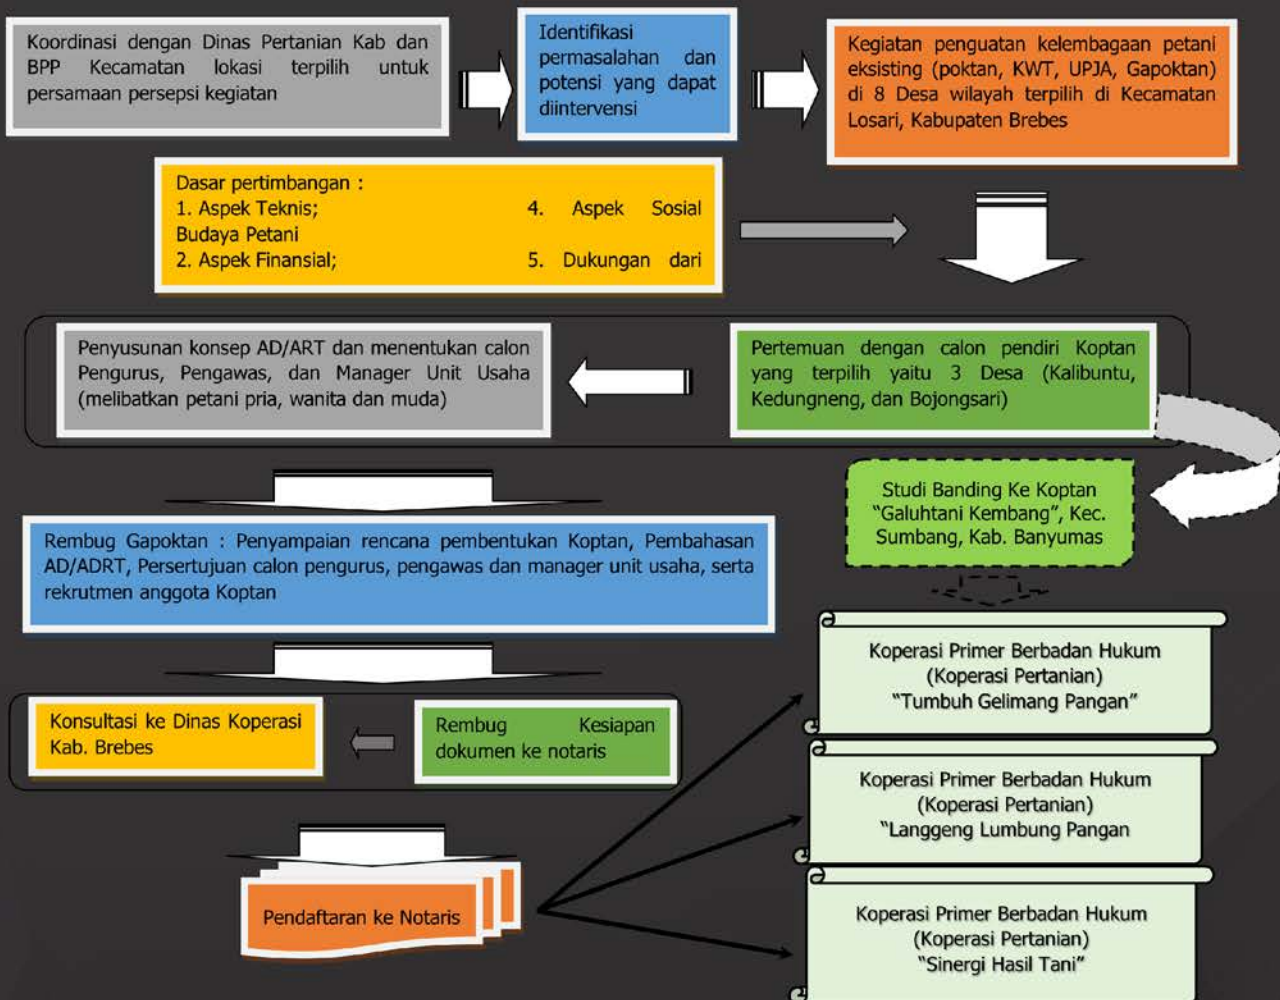 Koordinasi dengan Dinas Pertanian Kab dan
BPP Kecamatan lokasi terpilih untuk
persamaan persepsi kegiatan
Identifikasi
permasalahan dan
potensi yang dapat
diintervensi
Kegiatan penguatan kelembagaan petani
eksisting (poktan, KWT, UPJA, Gapoktan)
di 8 Desa wilayah terpilih di Kecamatan
Losari, Kabupaten Brebes
Dasar pertimbangan :
1. Aspek Teknis; 4. Aspek Sosial
Budaya Petani
2. Aspek Finansial; 5. Dukungan dari
Pertemuan dengan calon pendiri Koptan
yang terpilih yaitu 3 Desa (Kalibuntu,
Kedungneng, dan Bojongsari)
Penyusunan konsep AD/ART dan menentukan calon
Pengurus, Pengawas, dan Manager Unit Usaha
(melibatkan petani pria, wanita dan muda)
Studi Banding Ke Koptan
“Galuhtani Kembang”, Kec.
Sumbang, Kab. Banyumas
Rembug Gapoktan : Penyampaian rencana pembentukan Koptan, Pembahasan
AD/ADRT, Persertujuan calon pengurus, pengawas dan manager unit usaha, serta
rekrutmen anggota Koptan
Rembug Kesiapan
dokumen ke notaris
Konsultasi ke Dinas Koperasi
Kab. Brebes
Pendaftaran ke Notaris
Koperasi Primer Berbadan Hukum
(Koperasi Pertanian)
“Tumbuh Gelimang Pangan”
Koperasi Primer Berbadan Hukum
(Koperasi Pertanian)
“Langgeng Lumbung Pangan
Koperasi Primer Berbadan Hukum
(Koperasi Pertanian)
“Sinergi Hasil Tani”